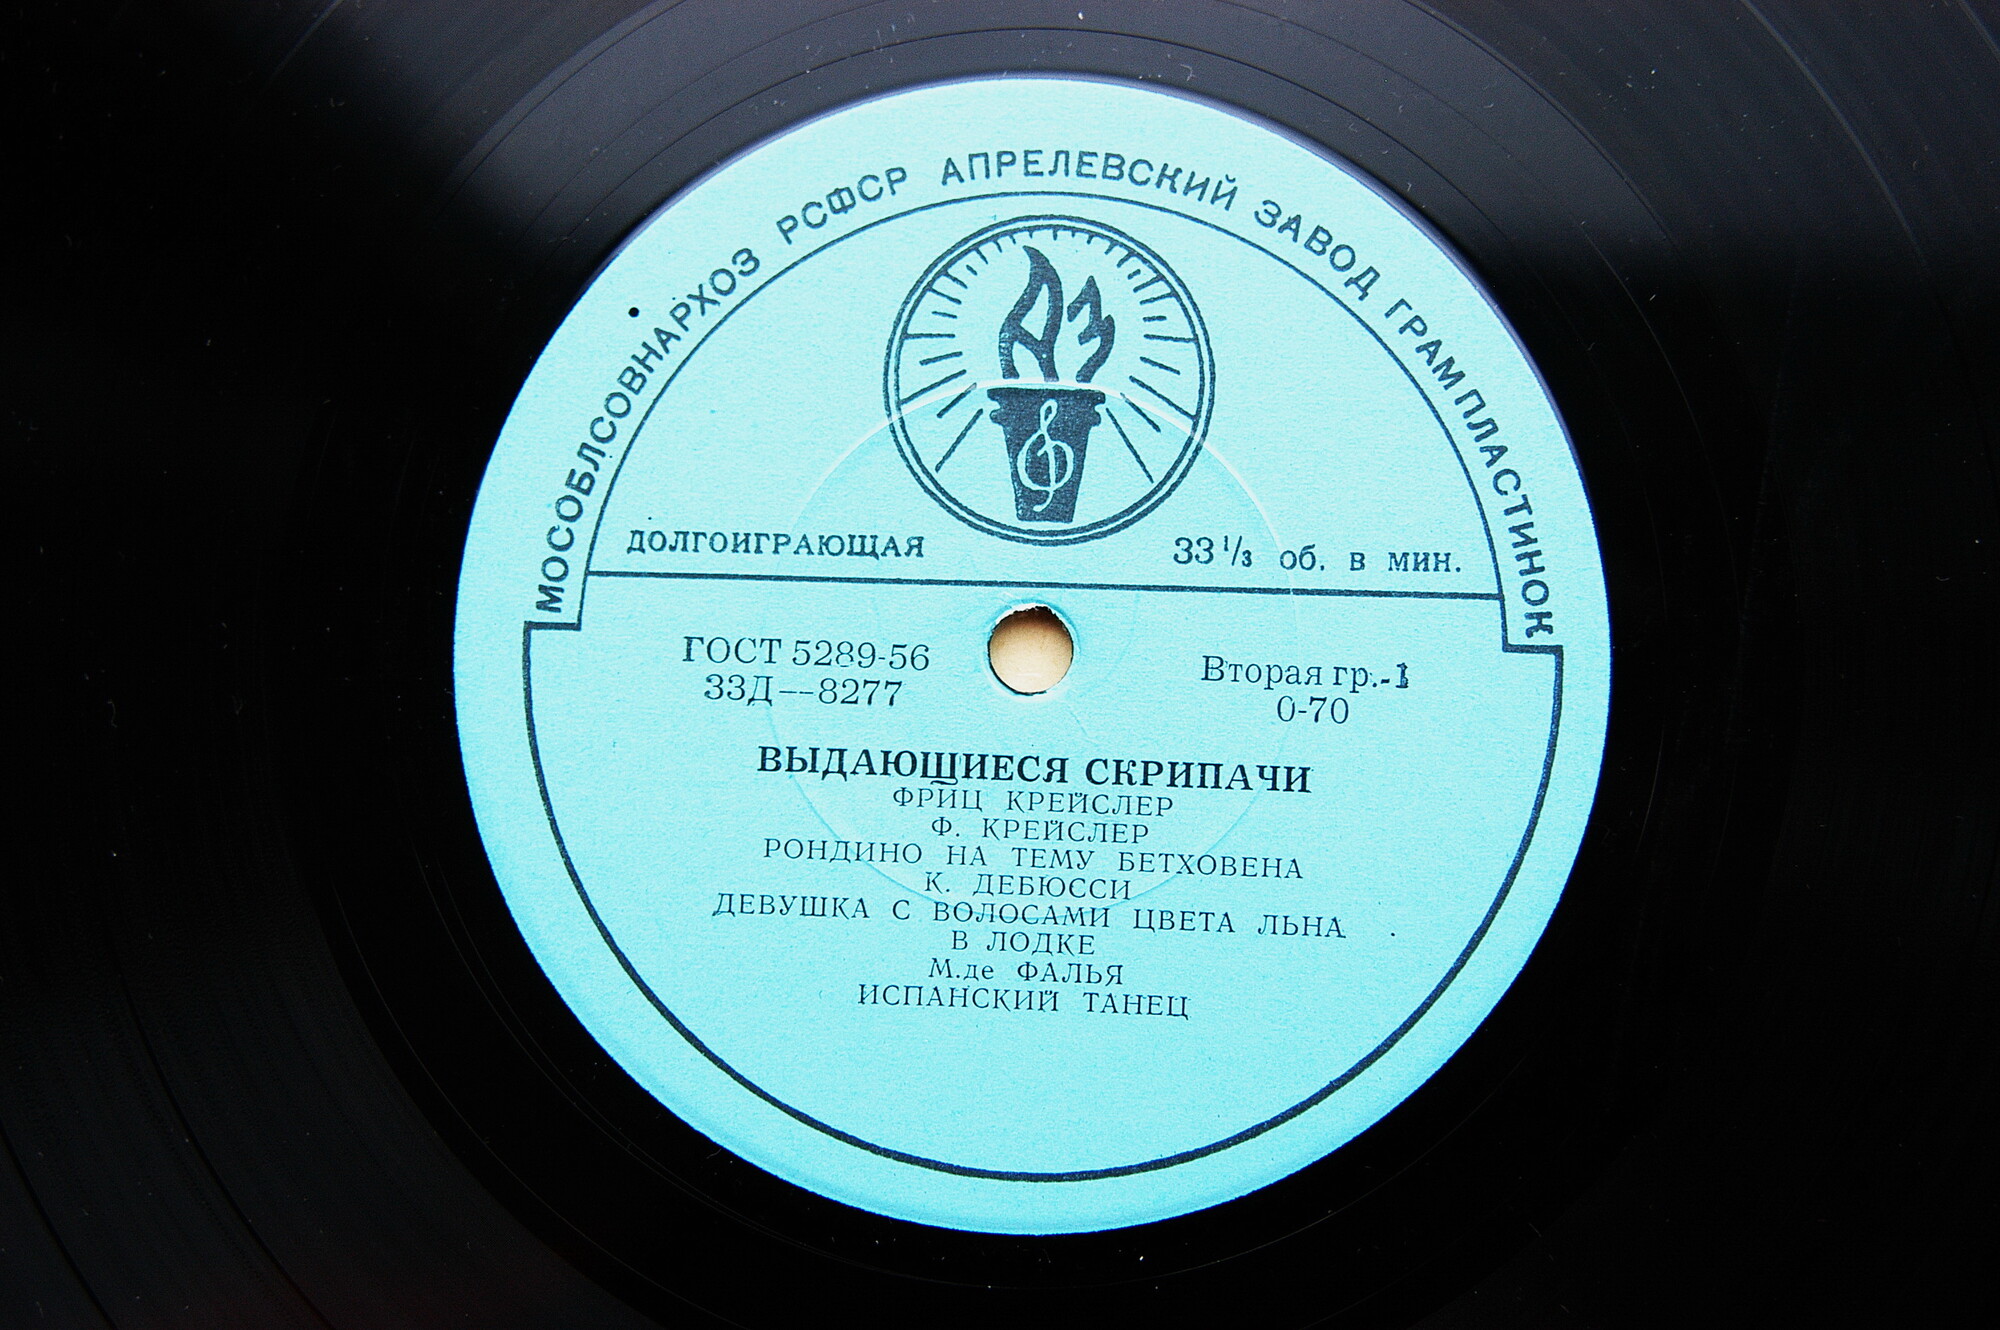 МОСОБЛСОВНАРХОЗ РСФСР АПРЕЛЕВСКИЙ ЗАВОД ГРАМПЛАСТИНОК
АЗ
ДОЛГОИГРАЮЩАЯ 33 1/3 об. в мин.
ГОСТ 5289-56 Вторая гр.-1
33Д--8277 0-70
ВЫДАЮЩИЕСЯ СКРИПАЧИ
ФРИЦ КРЕЙСЛЕР
Ф. КРЕЙСЛЕР
РОНДИНО НА ТЕМУ БЕТХОВЕНА
К. ДЕБЮССИ
ДЕВУШКА С ВОЛОСАМИ ЦВЕТА ЛЬНА
В ЛОДКЕ
М.де ФАЛЬЯ
ИСПАНСКИЙ ТАНЕЦ